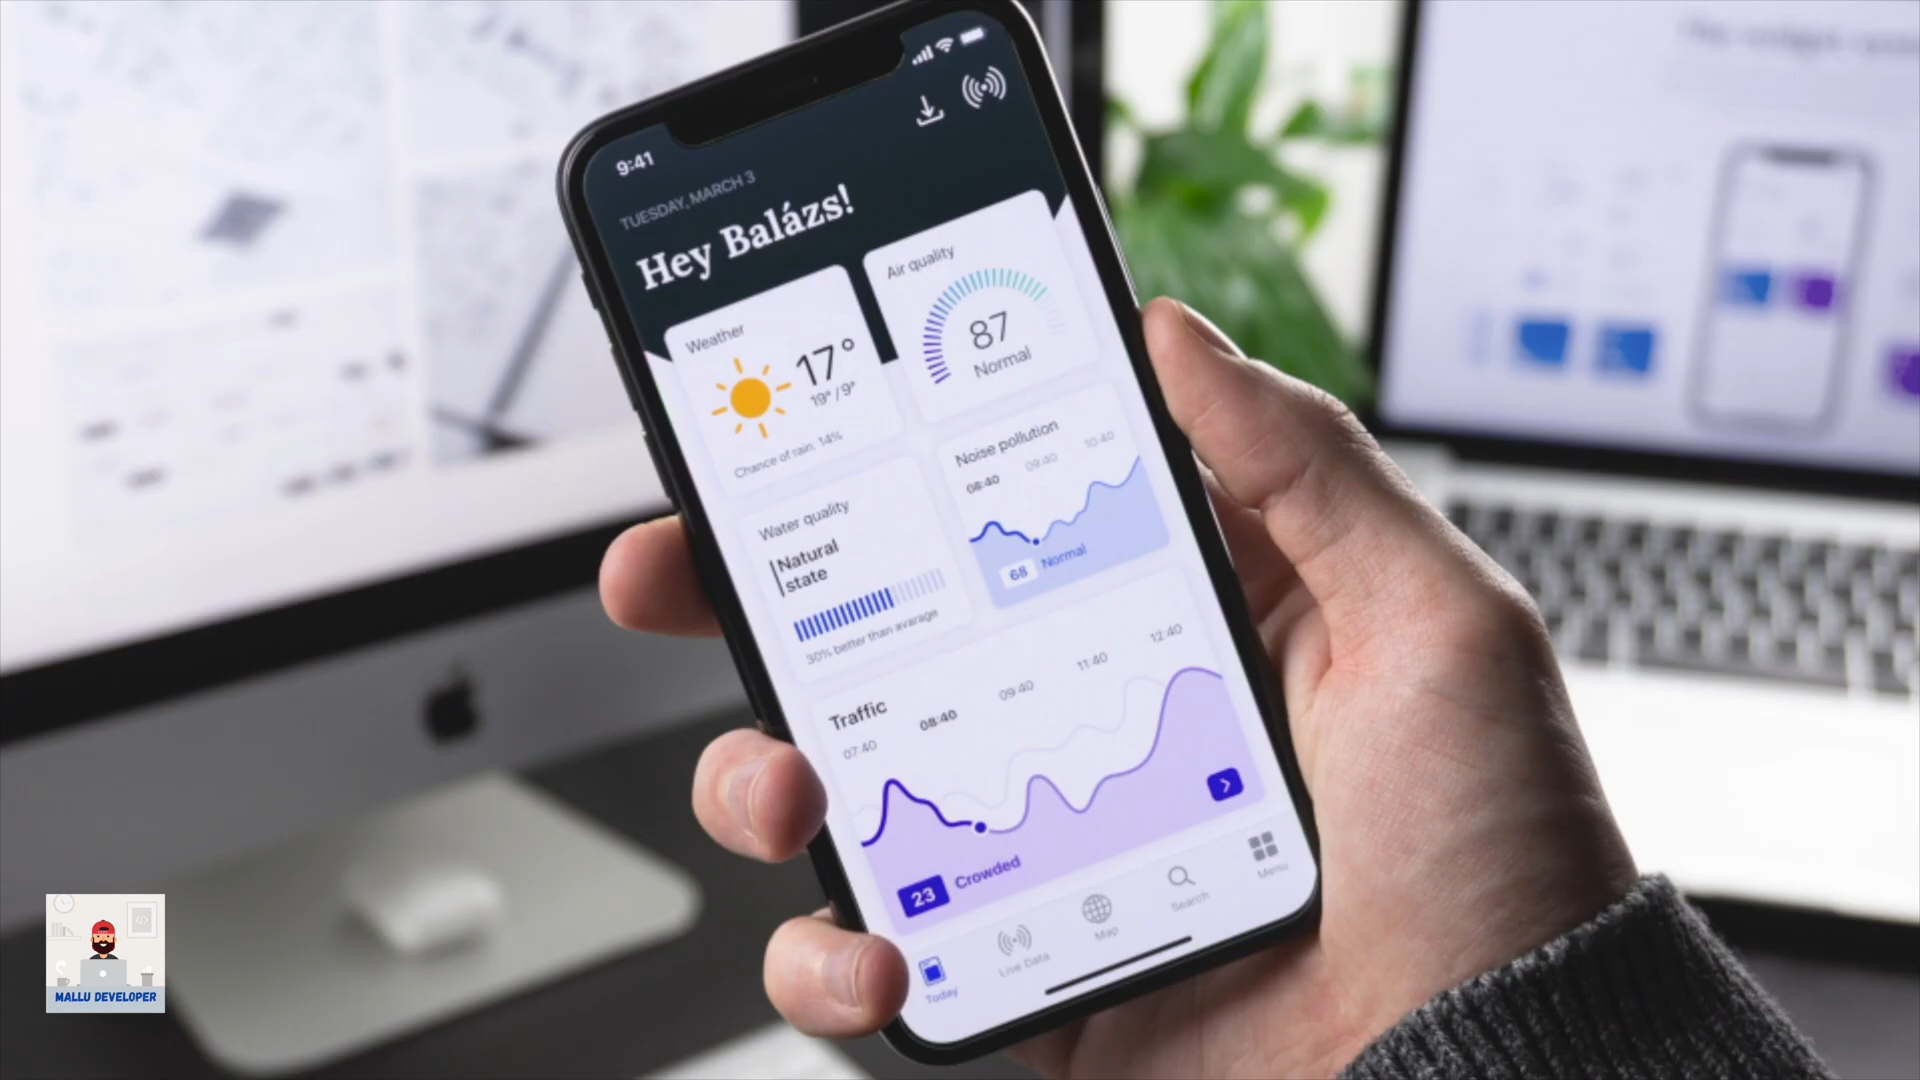 9:41
TUESDAY, MARCH 3
Hey Balázs!
Weather
17°
19° / 9°
Chance of rain: 14%
Air quality
87
Normal
Water quality
Natural
state
30% better than avarage
Noise pollution
08:40 09:40 10:40
68 Normal
Traffic
07:40 08:40 09:40 11:40 12:40
23 Crowded
Today Live Data Map Search Menu
MALLU DEVELOPER